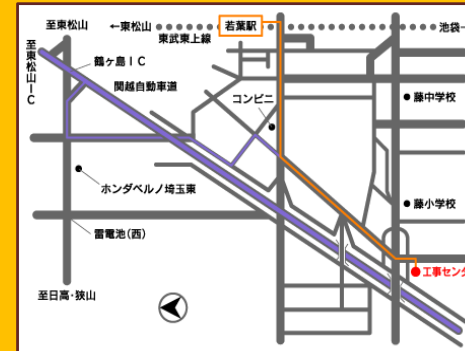 至東松山
←東松山
若葉駅
池袋
東武東上線
至東松山IC
鶴ヶ島IC
関越自動車道
コンビニ
藤中学校
ホンダベルノ埼玉東
藤小学校
雷電池(西)
工事センタ
至日高・狭山